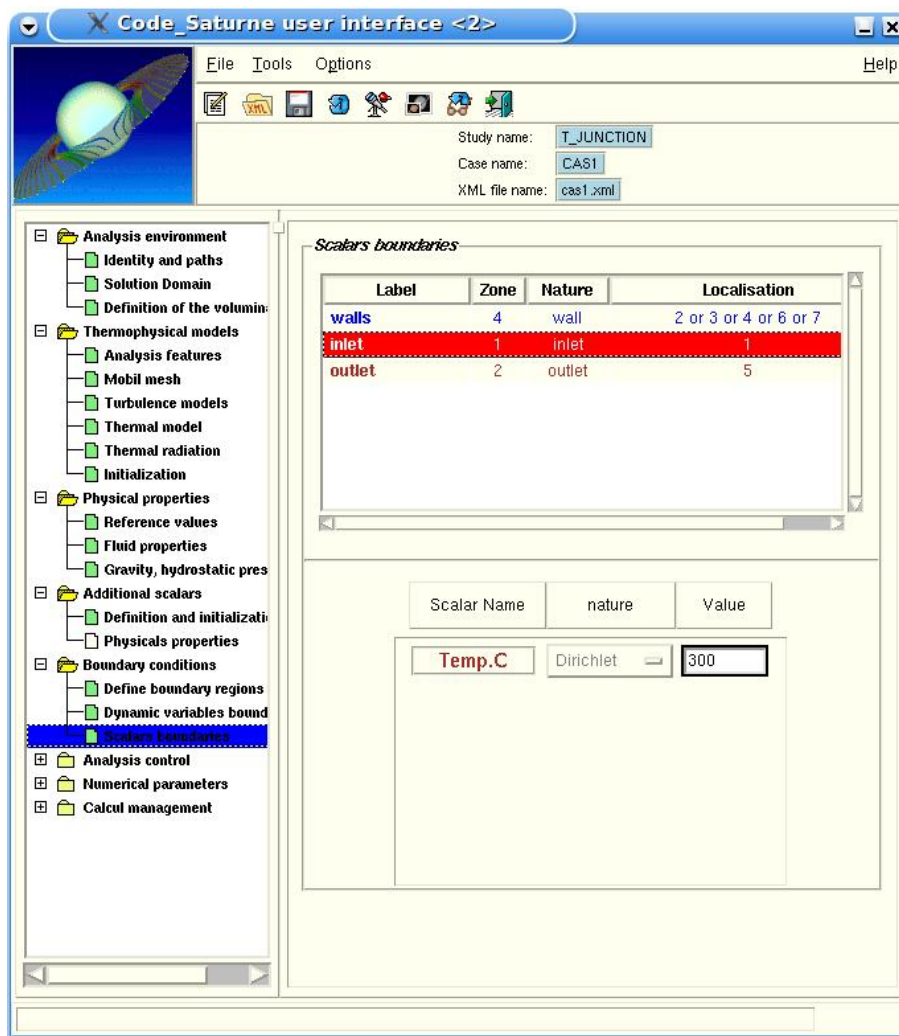 Code_Saturne user interface <2>
File Tools Options Help
XML
Study name: T_JUNCTION
Case name: CAS1
XML file name: cas1.xml
Analysis environment
Identity and paths
Solution Domain
Definition of the volumin
Thermophysical models
Analysis features
Mobil mesh
Turbulence models
Thermal model
Thermal radiation
Initialization
Physical properties
Reference values
Fluid properties
Gravity, hydrostatic pres
Additional scalars
Definition and initializati
Physicals properties
Boundary conditions
Define boundary regions
Dynamic variables bound
Scalars boundaries
Analysis control
Numerical parameters
Calcul management
Scalars boundaries
Label Zone Nature Localisation
walls 4 wall 2 or 3 or 4 or 6 or 7
inlet 1 inlet 1
outlet 2 outlet 5
Scalar Name nature Value
Temp.C Dirichlet 300